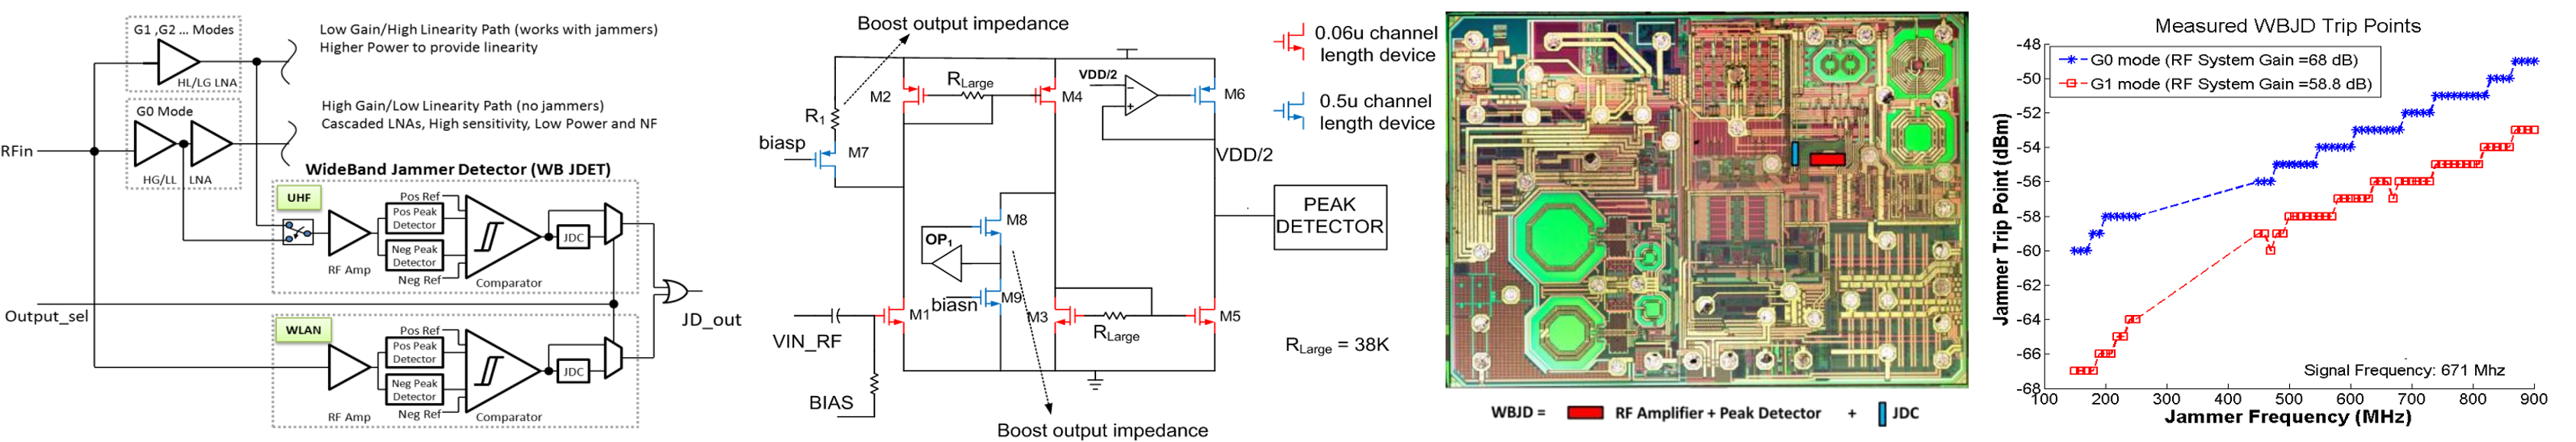 G1 ,G2 ... Modes
HL/LG LNA
Low Gain/High Linearity Path (works with jammers)
Higher Power to provide linearity
High Gain/Low Linearity Path (no jammers)
Cascaded LNAs, High sensitivity, Low Power and NF
G0 Mode
HG/LL LNA
RFin
WideBand Jammer Detector (WB JDET)
UHF
RF Amp
Pos Ref
Pos Peak
Detector
Neg Peak
Detector
Neg Ref
Comparator
JDC
Output_sel
JD_out
WLAN
RF Amp
Pos Ref
Pos Peak
Detector
Neg Peak
Detector
Neg Ref
Comparator
JDC
Boost output impedance
R1
biasp
M7
M2
RLarge
M4
VDD/2
-
+
M6
VDD/2
PEAK
DETECTOR
M8
OP1
biasn
M9
M1
VIN_RF
BIAS
M3
RLarge
M5
Boost output impedance
0.06u channel
length device
0.5u channel
length device
RLarge = 38K
WBJD = RF Amplifier + Peak Detector + JDC
Measured WBJD Trip Points
G0 mode (RF System Gain =68 dB)
G1 mode (RF System Gain =58.8 dB)
Jammer Trip Point (dBm)
-48
-50
-52
-54
-56
-58
-60
-62
-64
-66
-68
Signal Frequency: 671 Mhz
100 200 300 400 500 600 700 800 900
Jammer Frequency (MHz)